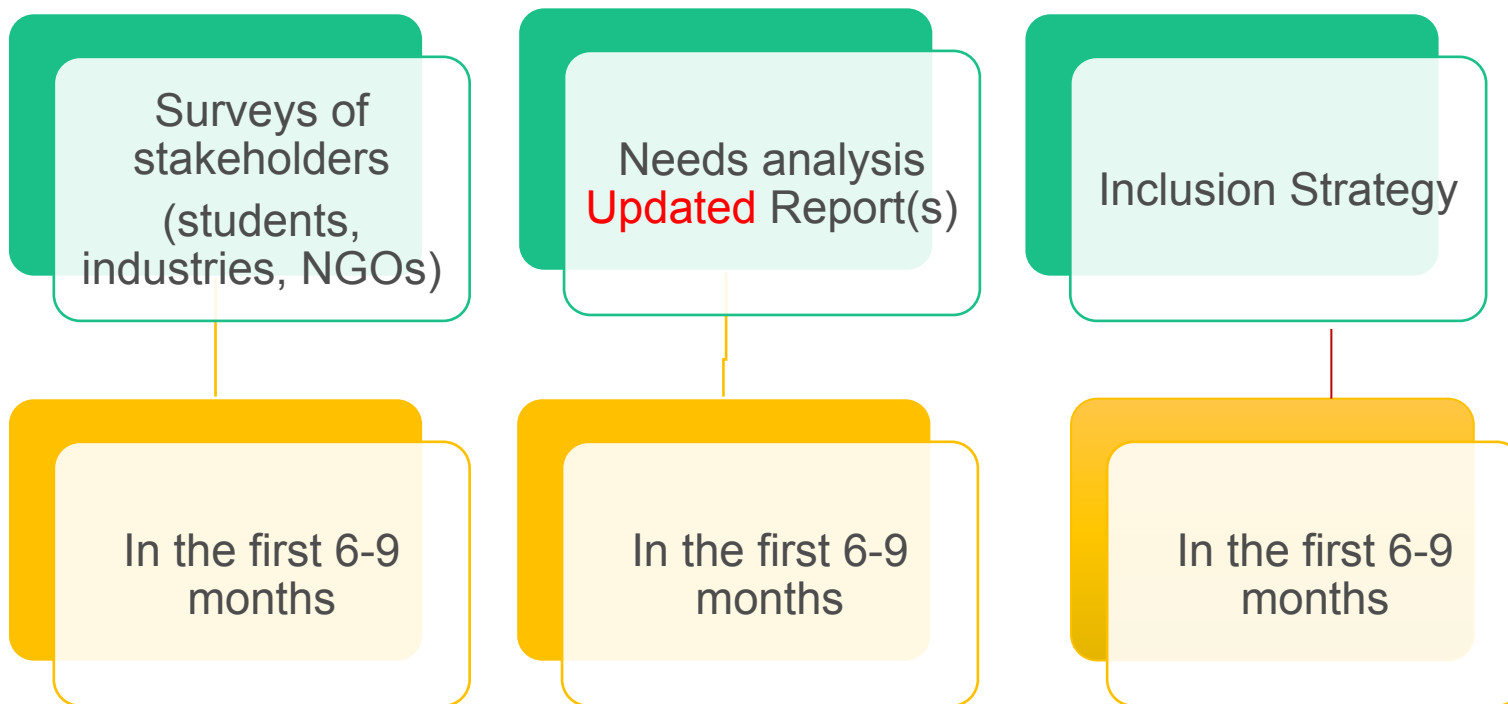 Surveys of
stakeholders
(students,
industries, NGOs)
Needs analysis
Updated Report(s)
Inclusion Strategy
In the first 6-9
months
In the first 6-9
months
In the first 6-9
months